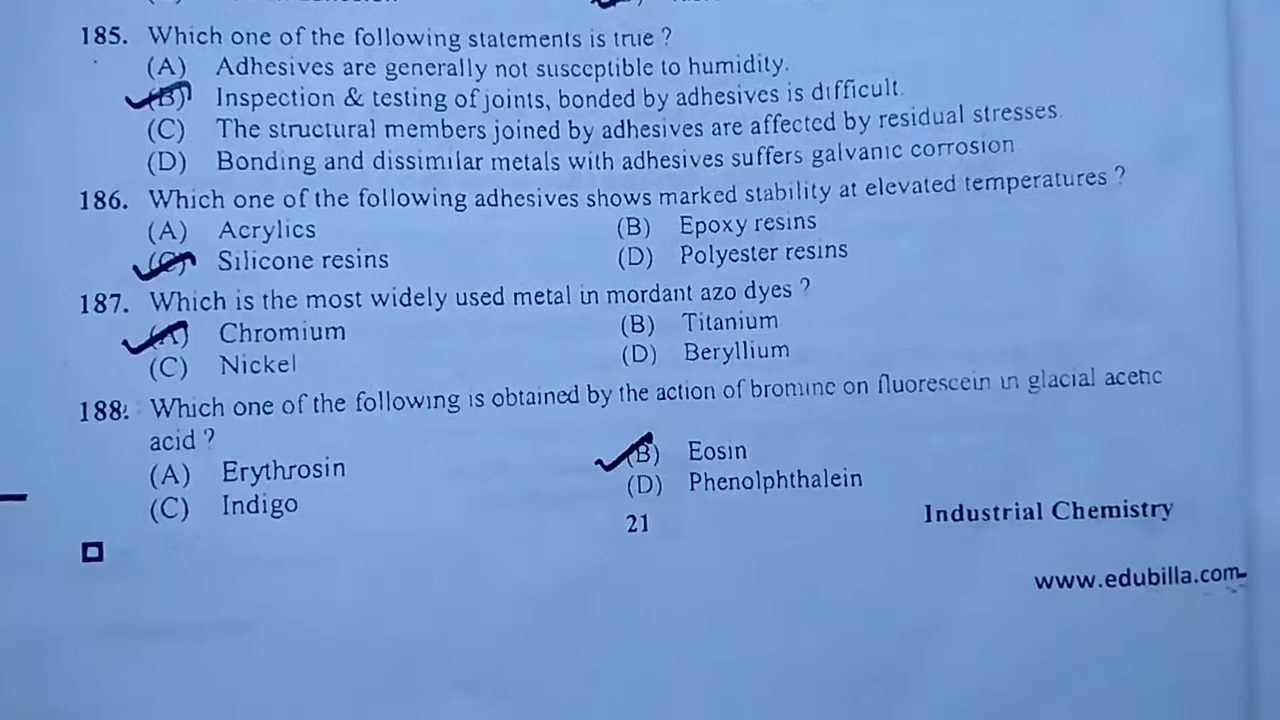 185. Which one of the following statements is true ?
(A) Adhesives are generally not susceptible to humidity.
(B) Inspection & testing of joints, bonded by adhesives is difficult.
(C) The structural members joined by adhesives are affected by residual stresses.
(D) Bonding and dissimilar metals with adhesives suffers galvanic corrosion
186. Which one of the following adhesives shows marked stability at elevated temperatures ?
(A) Acrylics (B) Epoxy resins
(C) Silicone resins (D) Polyester resins
187. Which is the most widely used metal in mordant azo dyes ?
(A) Chromium (B) Titanium
(C) Nickel (D) Beryllium
188. Which one of the following is obtained by the action of bromine on fluorescein in glacial acetic
acid ?
(A) Erythrosin (B) Eosin
(C) Indigo (D) Phenolphthalein
21 Industrial Chemistry
www.edubilla.com